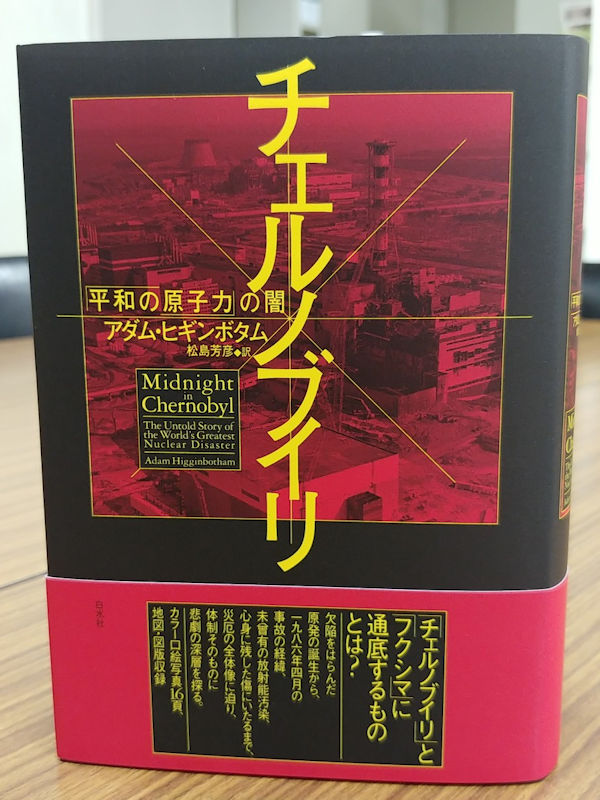 チェルノブイリ
「平和の原子力」の闇
アダム・ヒギンボタム
松島芳彦◆訳
Midnight
in
Chernobyl
The Untold Story of
the World's Greatest
Nuclear Disaster
Adam Higginbotham
白水社
「チェルノブイリ」と
「フクシマ」に
通底するもの
とは?
欠陥をはらんだ
原発の誕生から、
一九八六年四月の
事故の経緯、
未曾有の放射能汚染、
心身に残した傷にいたるまで、
災厄の全体像に迫り、
体制そのものに
悲劇の深層を探る。
カラー口絵写真16頁、
地図・図版収録